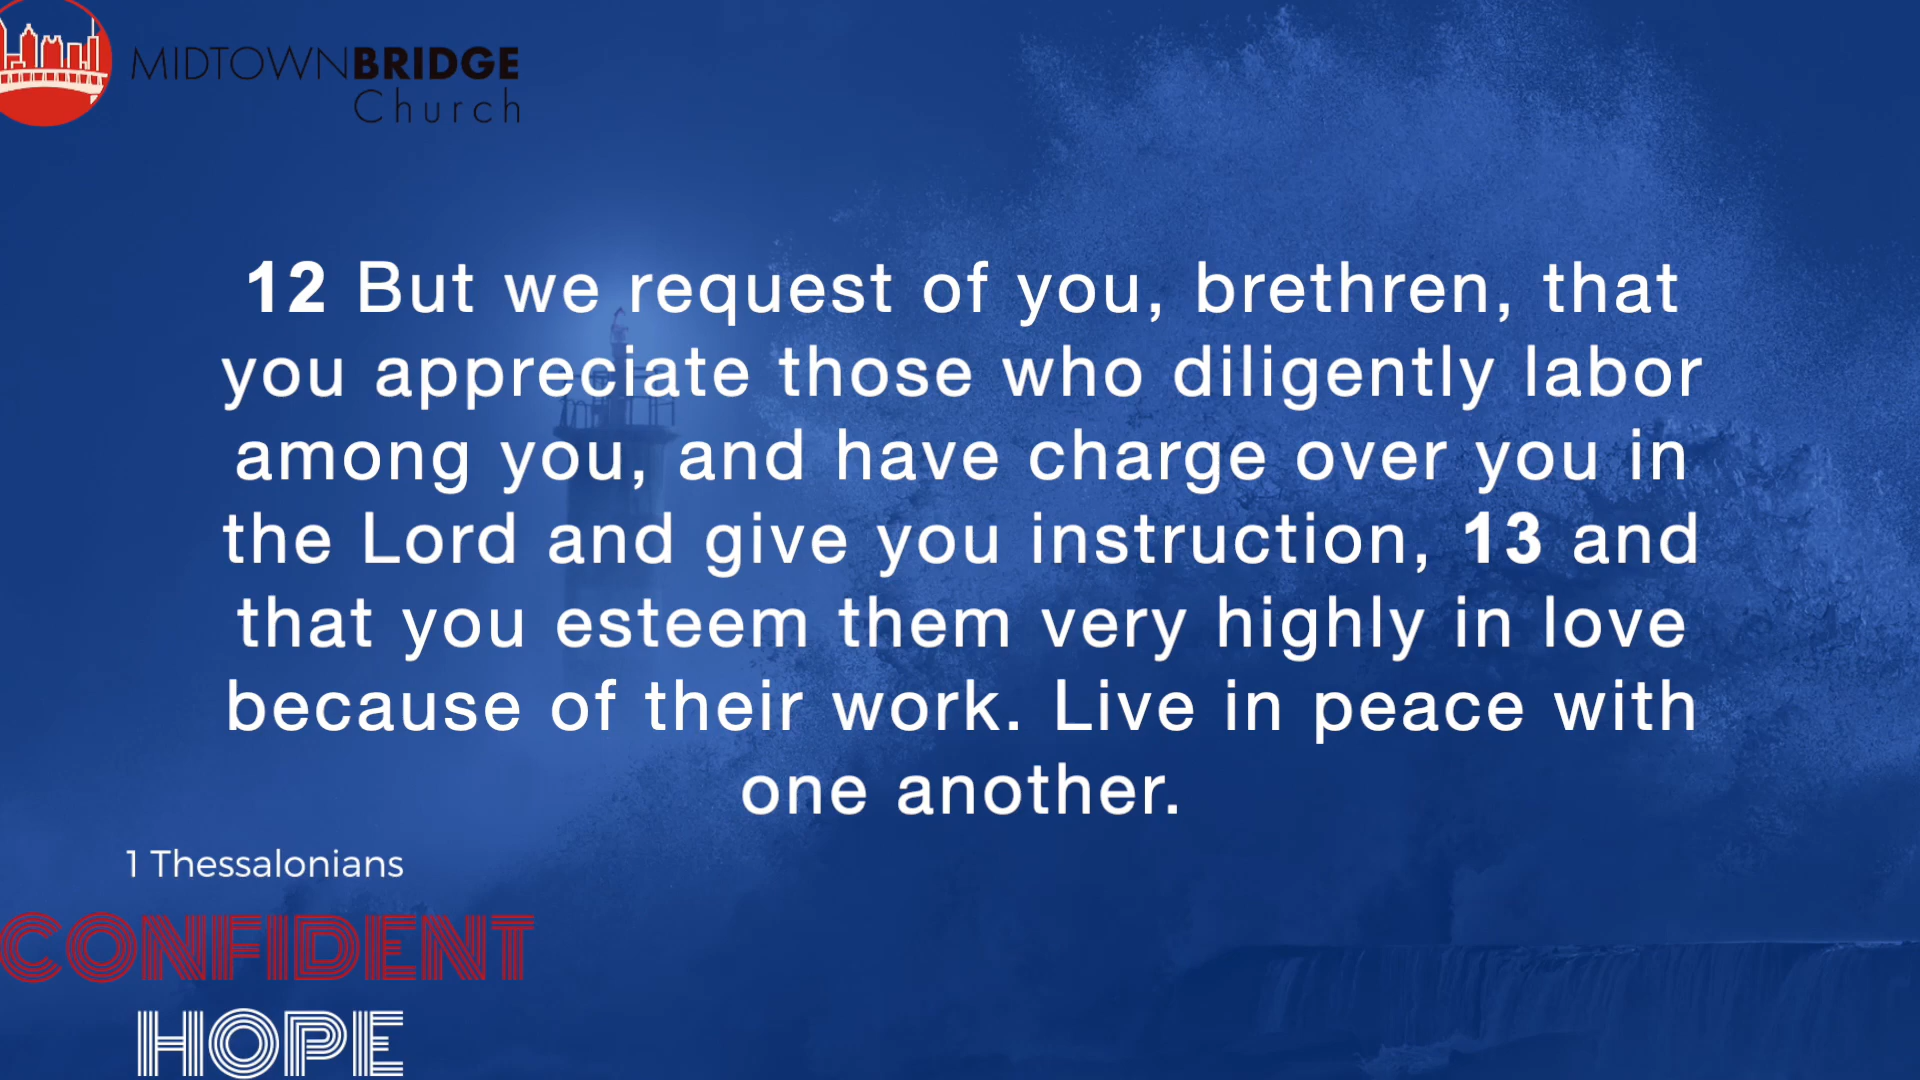 MIDTOWNBRIDGE
Church
12 But we request of you, brethren, that
you appreciate those who diligently labor
among you, and have charge over you in
the Lord and give you instruction, 13 and
that you esteem them very highly in love
because of their work. Live in peace with
one another.
1 Thessalonians
CONFIDENT
HOPE